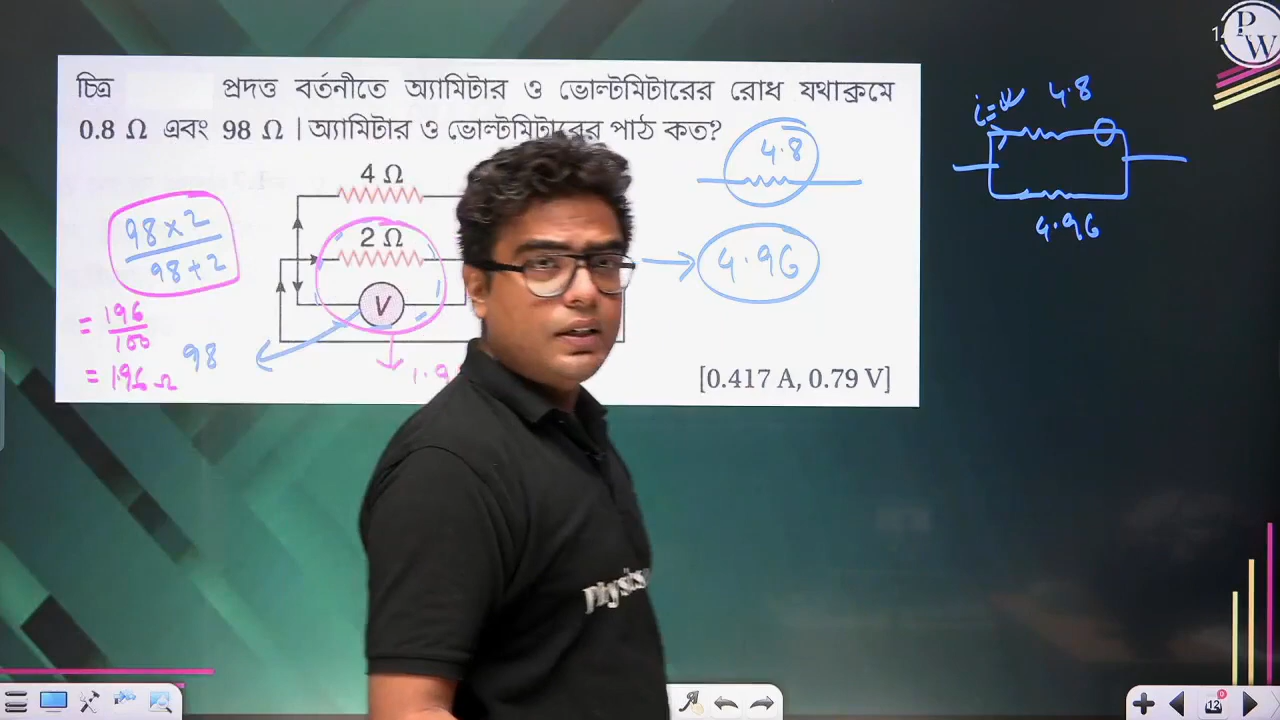 চিত্র প্রদত্ত বর্তনীতে অ্যামিটার ও ভোল্টমিটারের রোধ যথাক্রমে
0.8 Ω এবং 98 Ω | অ্যামিটার ও ভোল্টমিটারের পাঠ কত?
4 Ω
2 Ω
V
[0.417 A, 0.79 V]
98 × 2
98 + 2
= 196
100
= 1.96 Ω
98
4.8
4.96
i =
4.8
4.96
PW
12